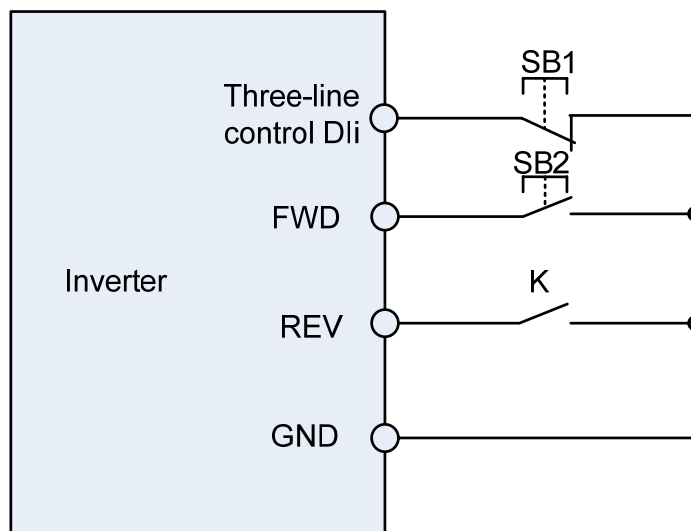 SB1
Three-line
control DIi
SB2
FWD
Inverter
K
REV
GND